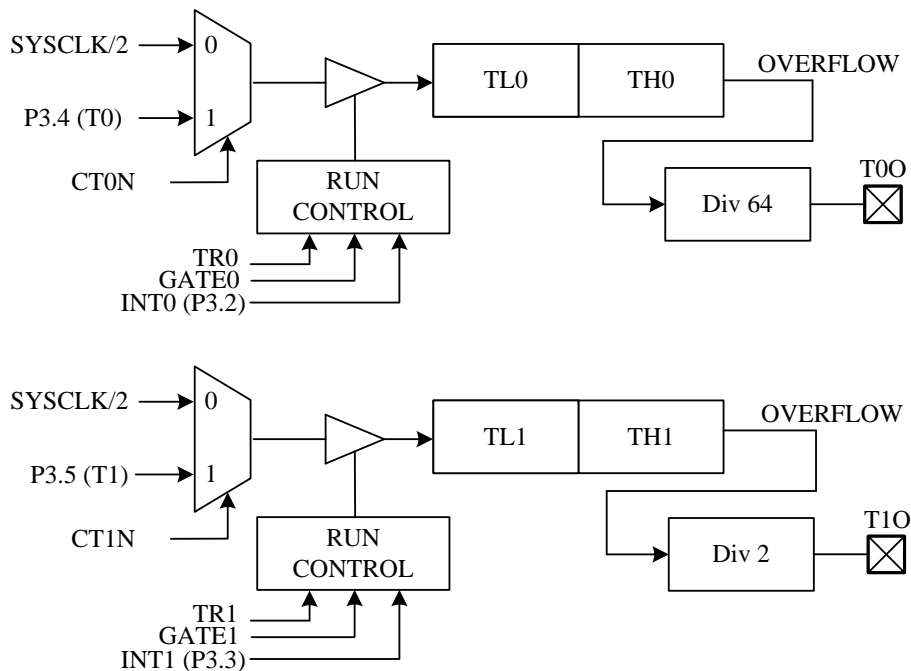 SYSCLK/2
0
TL0
TH0
OVERFLOW
P3.4 (T0)
1
T0O
CT0N
RUN
CONTROL
Div 64
TR0
GATE0
INT0 (P3.2)
SYSCLK/2
0
TL1
TH1
OVERFLOW
P3.5 (T1)
1
T1O
CT1N
RUN
CONTROL
Div 2
TR1
GATE1
INT1 (P3.3)